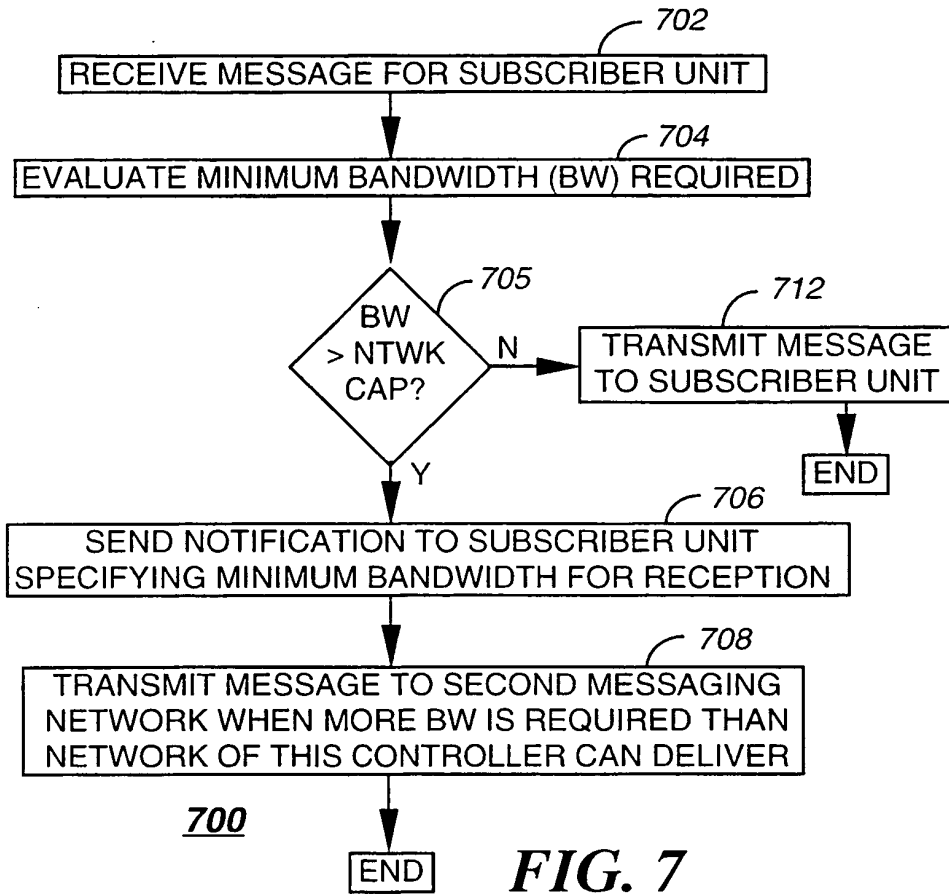 702
RECEIVE MESSAGE FOR SUBSCRIBER UNIT
704
EVALUATE MINIMUM BANDWIDTH (BW) REQUIRED
705
BW
> NTWK
CAP?
N
712
TRANSMIT MESSAGE
TO SUBSCRIBER UNIT
END
Y
706
SEND NOTIFICATION TO SUBSCRIBER UNIT
SPECIFYING MINIMUM BANDWIDTH FOR RECEPTION
708
TRANSMIT MESSAGE TO SECOND MESSAGING
NETWORK WHEN MORE BW IS REQUIRED THAN
NETWORK OF THIS CONTROLLER CAN DELIVER
700
END
FIG. 7